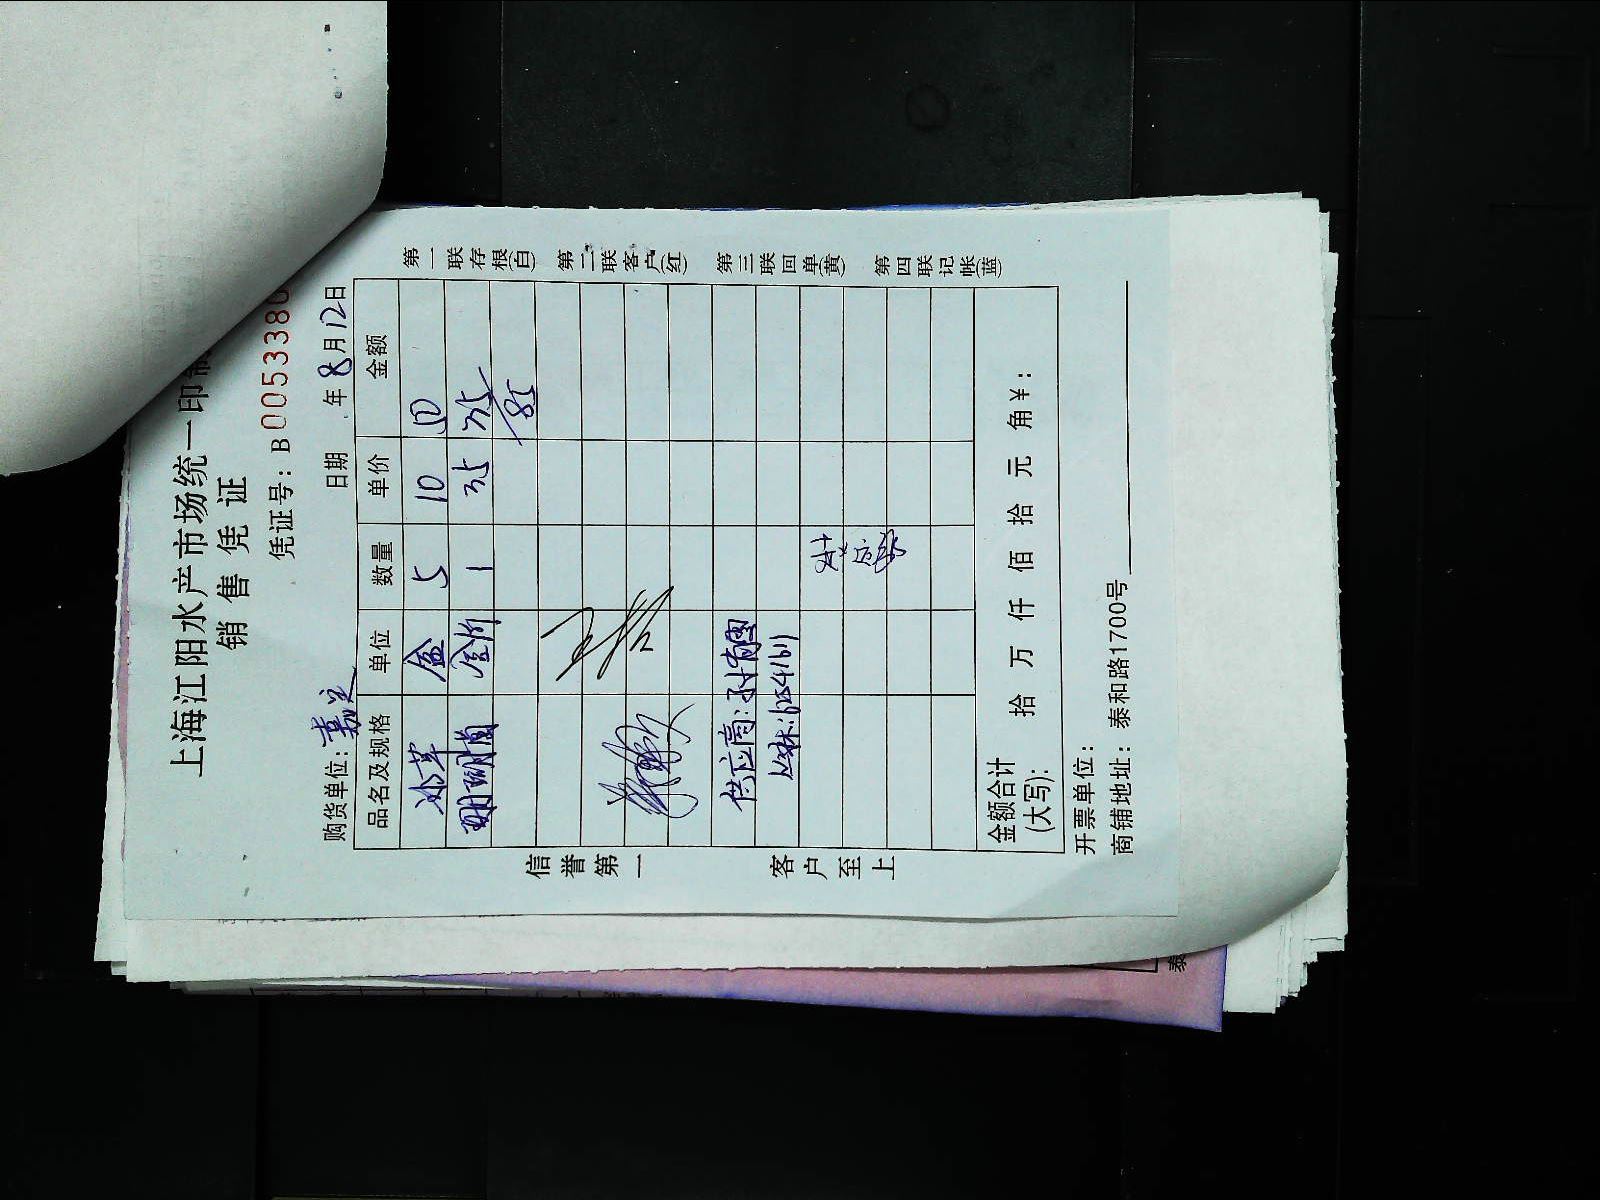 上海江阳水产市场统一印制
销售凭证
凭证号：B 0053380
购货单位：嘉定 日期 年8月12日
品名及规格 单位 数量 单价 金额
冰草 盒 5 10
1 35 35
85
供应商：
金额合计(大写)： 拾 万 仟 佰 拾 元 角￥：
开票单位：
商铺地址：泰和路1700号
信誉第一 客户至上
第一联存根(白) 第二联客户(红) 第三联回单(黄) 第四联记帐(蓝)